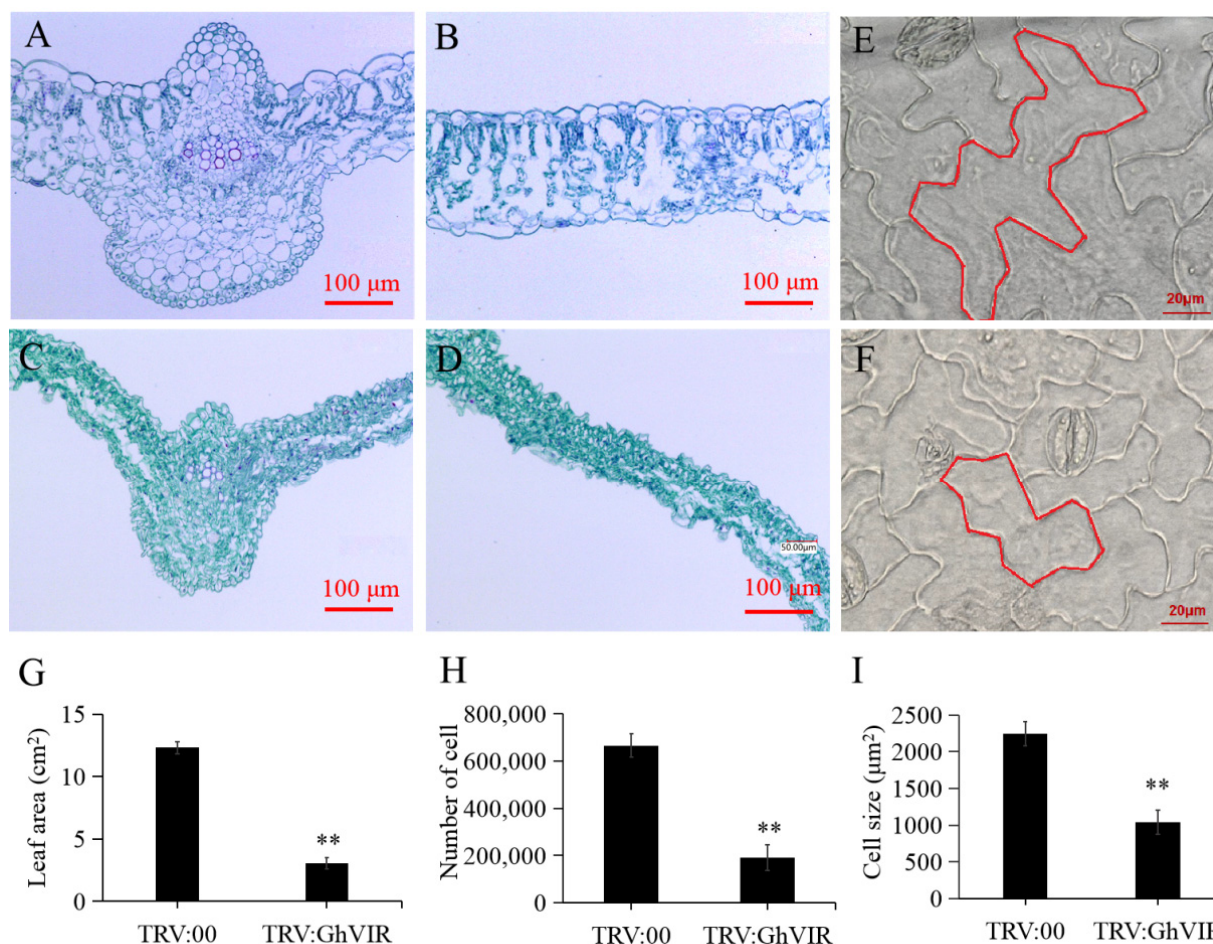 A
100 μm
B
100 μm
E
20μm
C
100 μm
D
50.00μm
100 μm
F
20μm
G
Leaf area (cm²)
15
10
5
0
**
TRV:00 TRV:GhVIR
H
Number of cell
800,000
600,000
400,000
200,000
0
**
TRV:00 TRV:GhVIR
I
Cell size (μm²)
2500
2000
1500
1000
500
0
**
TRV:00 TRV:GhVIR